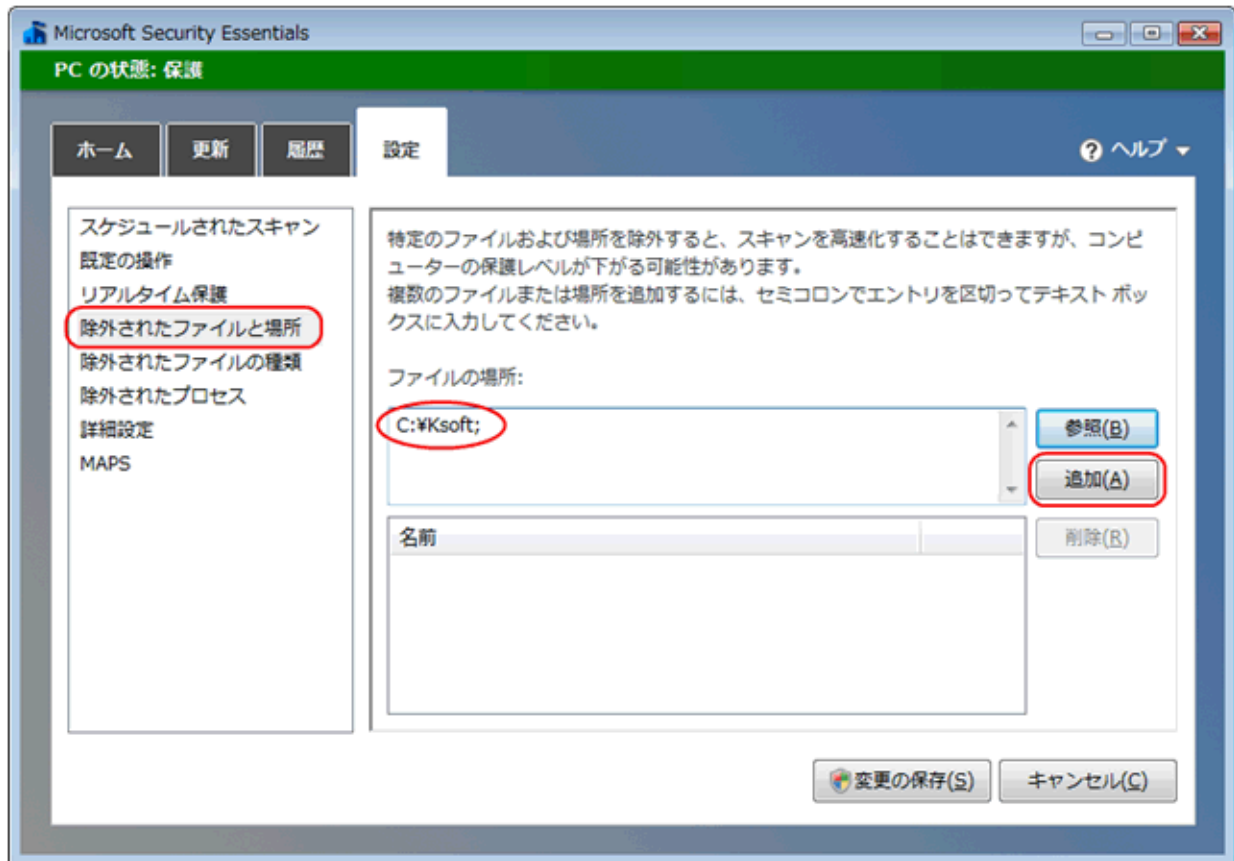 Microsoft Security Essentials
PC の状態: 保護
ホーム
更新
履歴
設定
ヘルプ
スケジュールされたスキャン
既定の操作
リアルタイム保護
除外されたファイルと場所
除外されたファイルの種類
除外されたプロセス
詳細設定
MAPS
特定のファイルおよび場所を除外すると、スキャンを高速化することはできますが、コンピ
ューターの保護レベルが下がる可能性があります。
複数のファイルまたは場所を追加するには、セミコロンでエントリを区切ってテキスト ボッ
クスに入力してください。
ファイルの場所:
C:¥Ksoft;
参照(B)
追加(A)
名前
削除(R)
変更の保存(S)
キャンセル(C)